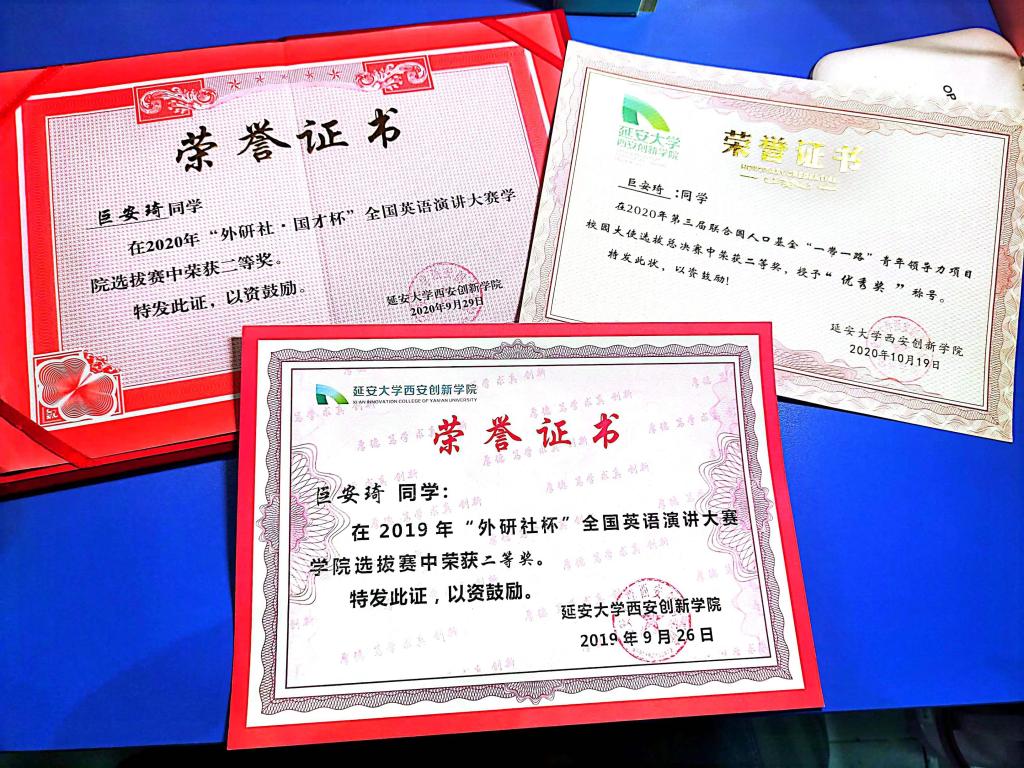 荣誉证书
巨安琦同学
在2020年“外研社·国才杯”全国英语演讲大赛学
院选拔赛中荣获二等奖。
特发此证，以资鼓励。
延安大学西安创新学院
2020年9月29日
延安大学
西安创新学院
荣誉证书
巨安琦:同学
在2020年第三届联合国人口基金“一带一路”青年领导力项目
校园大使选拔总决赛中荣获二等奖，授予“优秀奖”称号。
特发此状，以资鼓励!
延安大学西安创新学院
2020年10月19日
OP
延安大学西安创新学院
XI'AN INNOVATION COLLEGE OF YAN'AN UNIVERSITY
荣誉证书
巨安琦 同学:
在 2019 年“外研社杯”全国英语演讲大赛
学院选拔赛中荣获二等奖。
特发此证，以资鼓励。
延安大学西安创新学院
2019 年 9 月 26 日